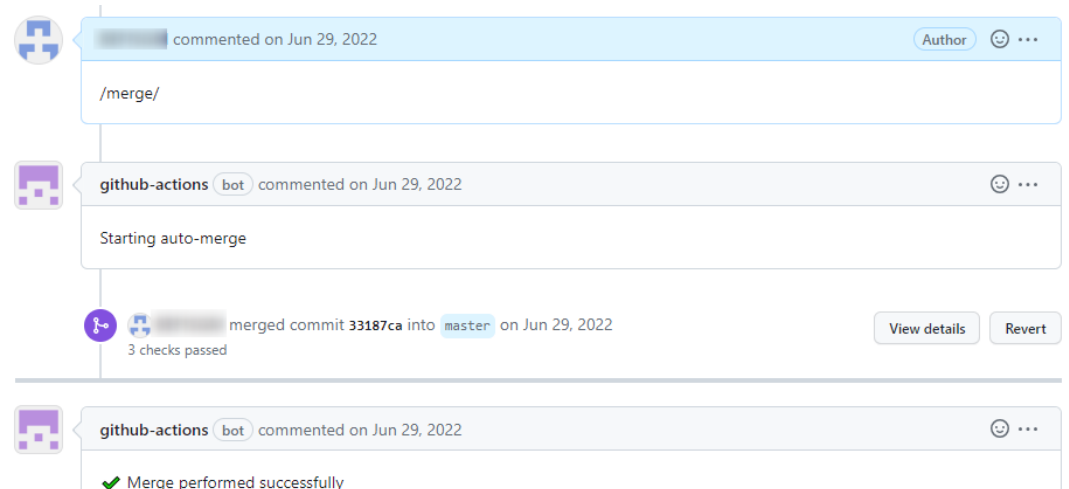 commented on Jun 29, 2022 Author
/merge/
github-actions bot commented on Jun 29, 2022
Starting auto-merge
merged commit 33187ca into master on Jun 29, 2022 View details Revert
3 checks passed
github-actions bot commented on Jun 29, 2022
Merge performed successfully